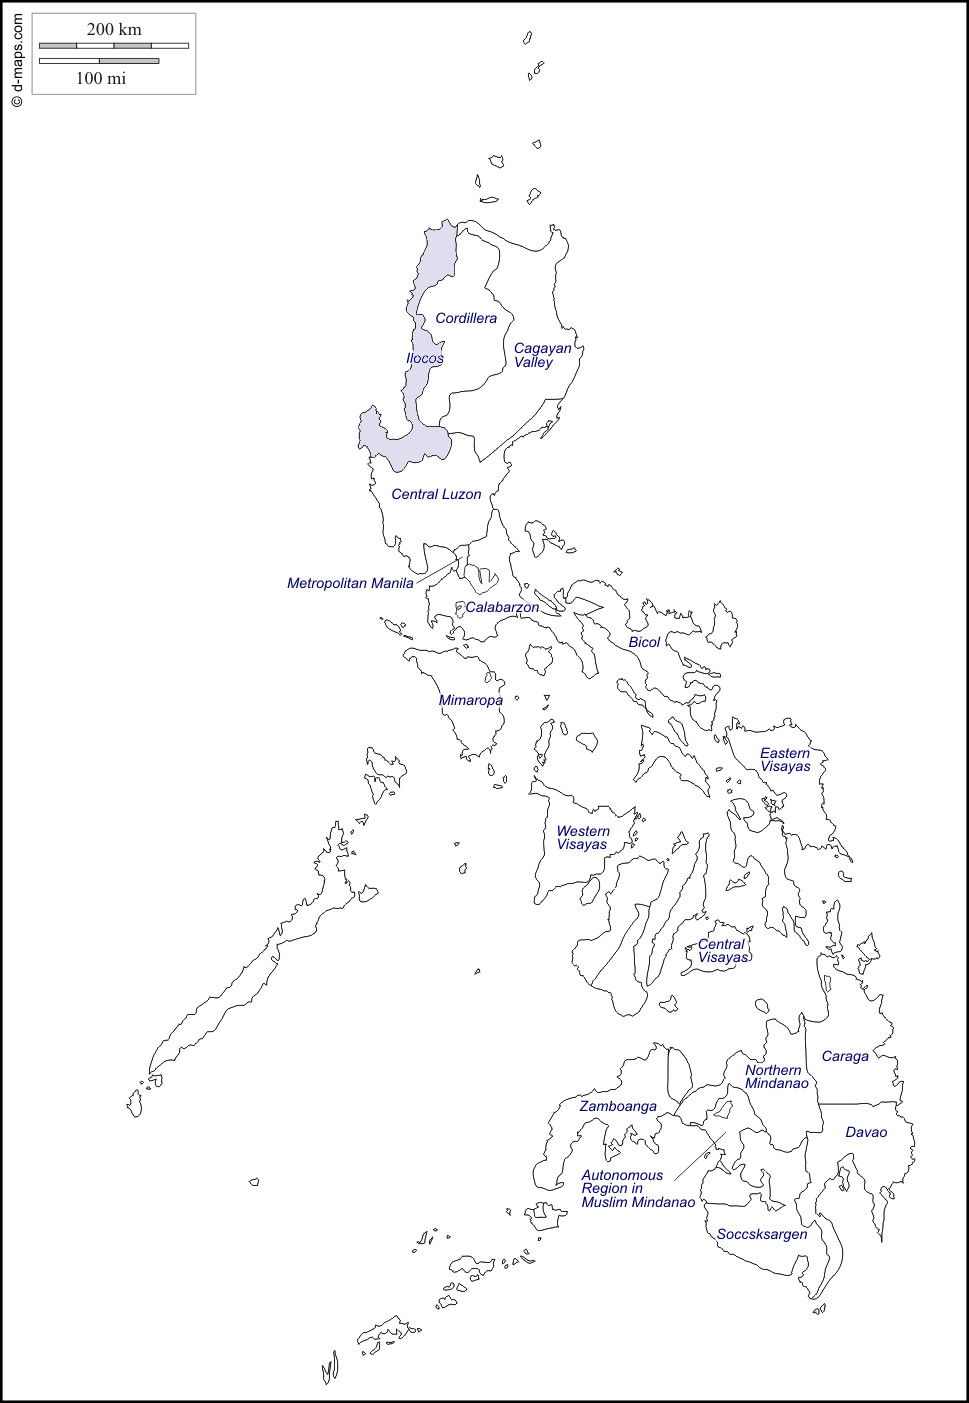 © d-maps.com
200 km
100 mi
Cordillera
Cagayan
Valley
Ilocos
Central Luzon
Metropolitan Manila
Calabarzon
Bicol
Mimaropa
Eastern
Visayas
Western
Visayas
Central
Visayas
Caraga
Northern
Mindanao
Zamboanga
Davao
Autonomous
Region in
Muslim Mindanao
Soccsksargen